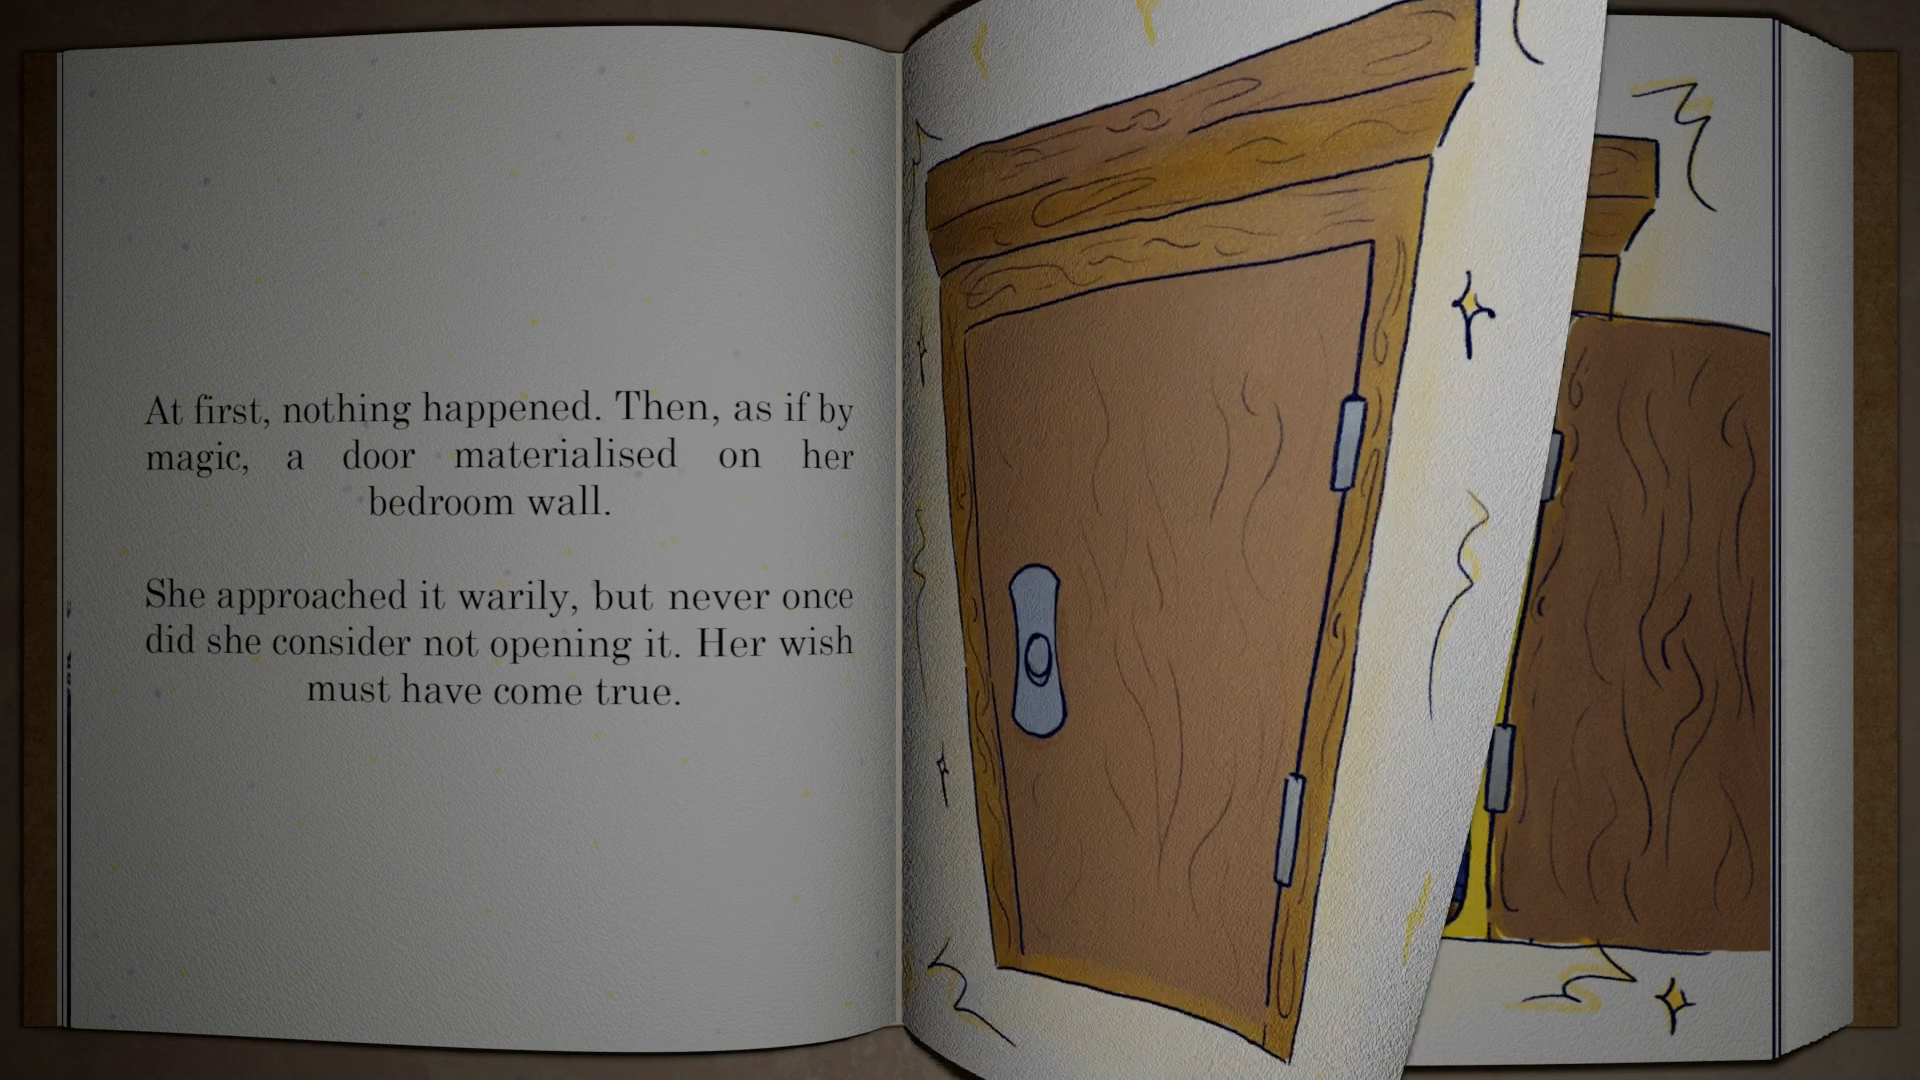 At first, nothing happened. Then, as if by
magic, a door materialised on her
bedroom wall.
She approached it warily, but never once
did she consider not opening it. Her wish
must have come true.